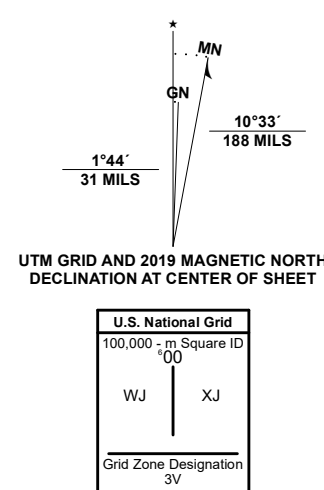 MN
GN
10°33´
188 MILS
1°44´
31 MILS
UTM GRID AND 2019 MAGNETIC NORTH
DECLINATION AT CENTER OF SHEET
U.S. National Grid
100,000 - m Square ID
⁶00
WJ XJ
Grid Zone Designation
3V